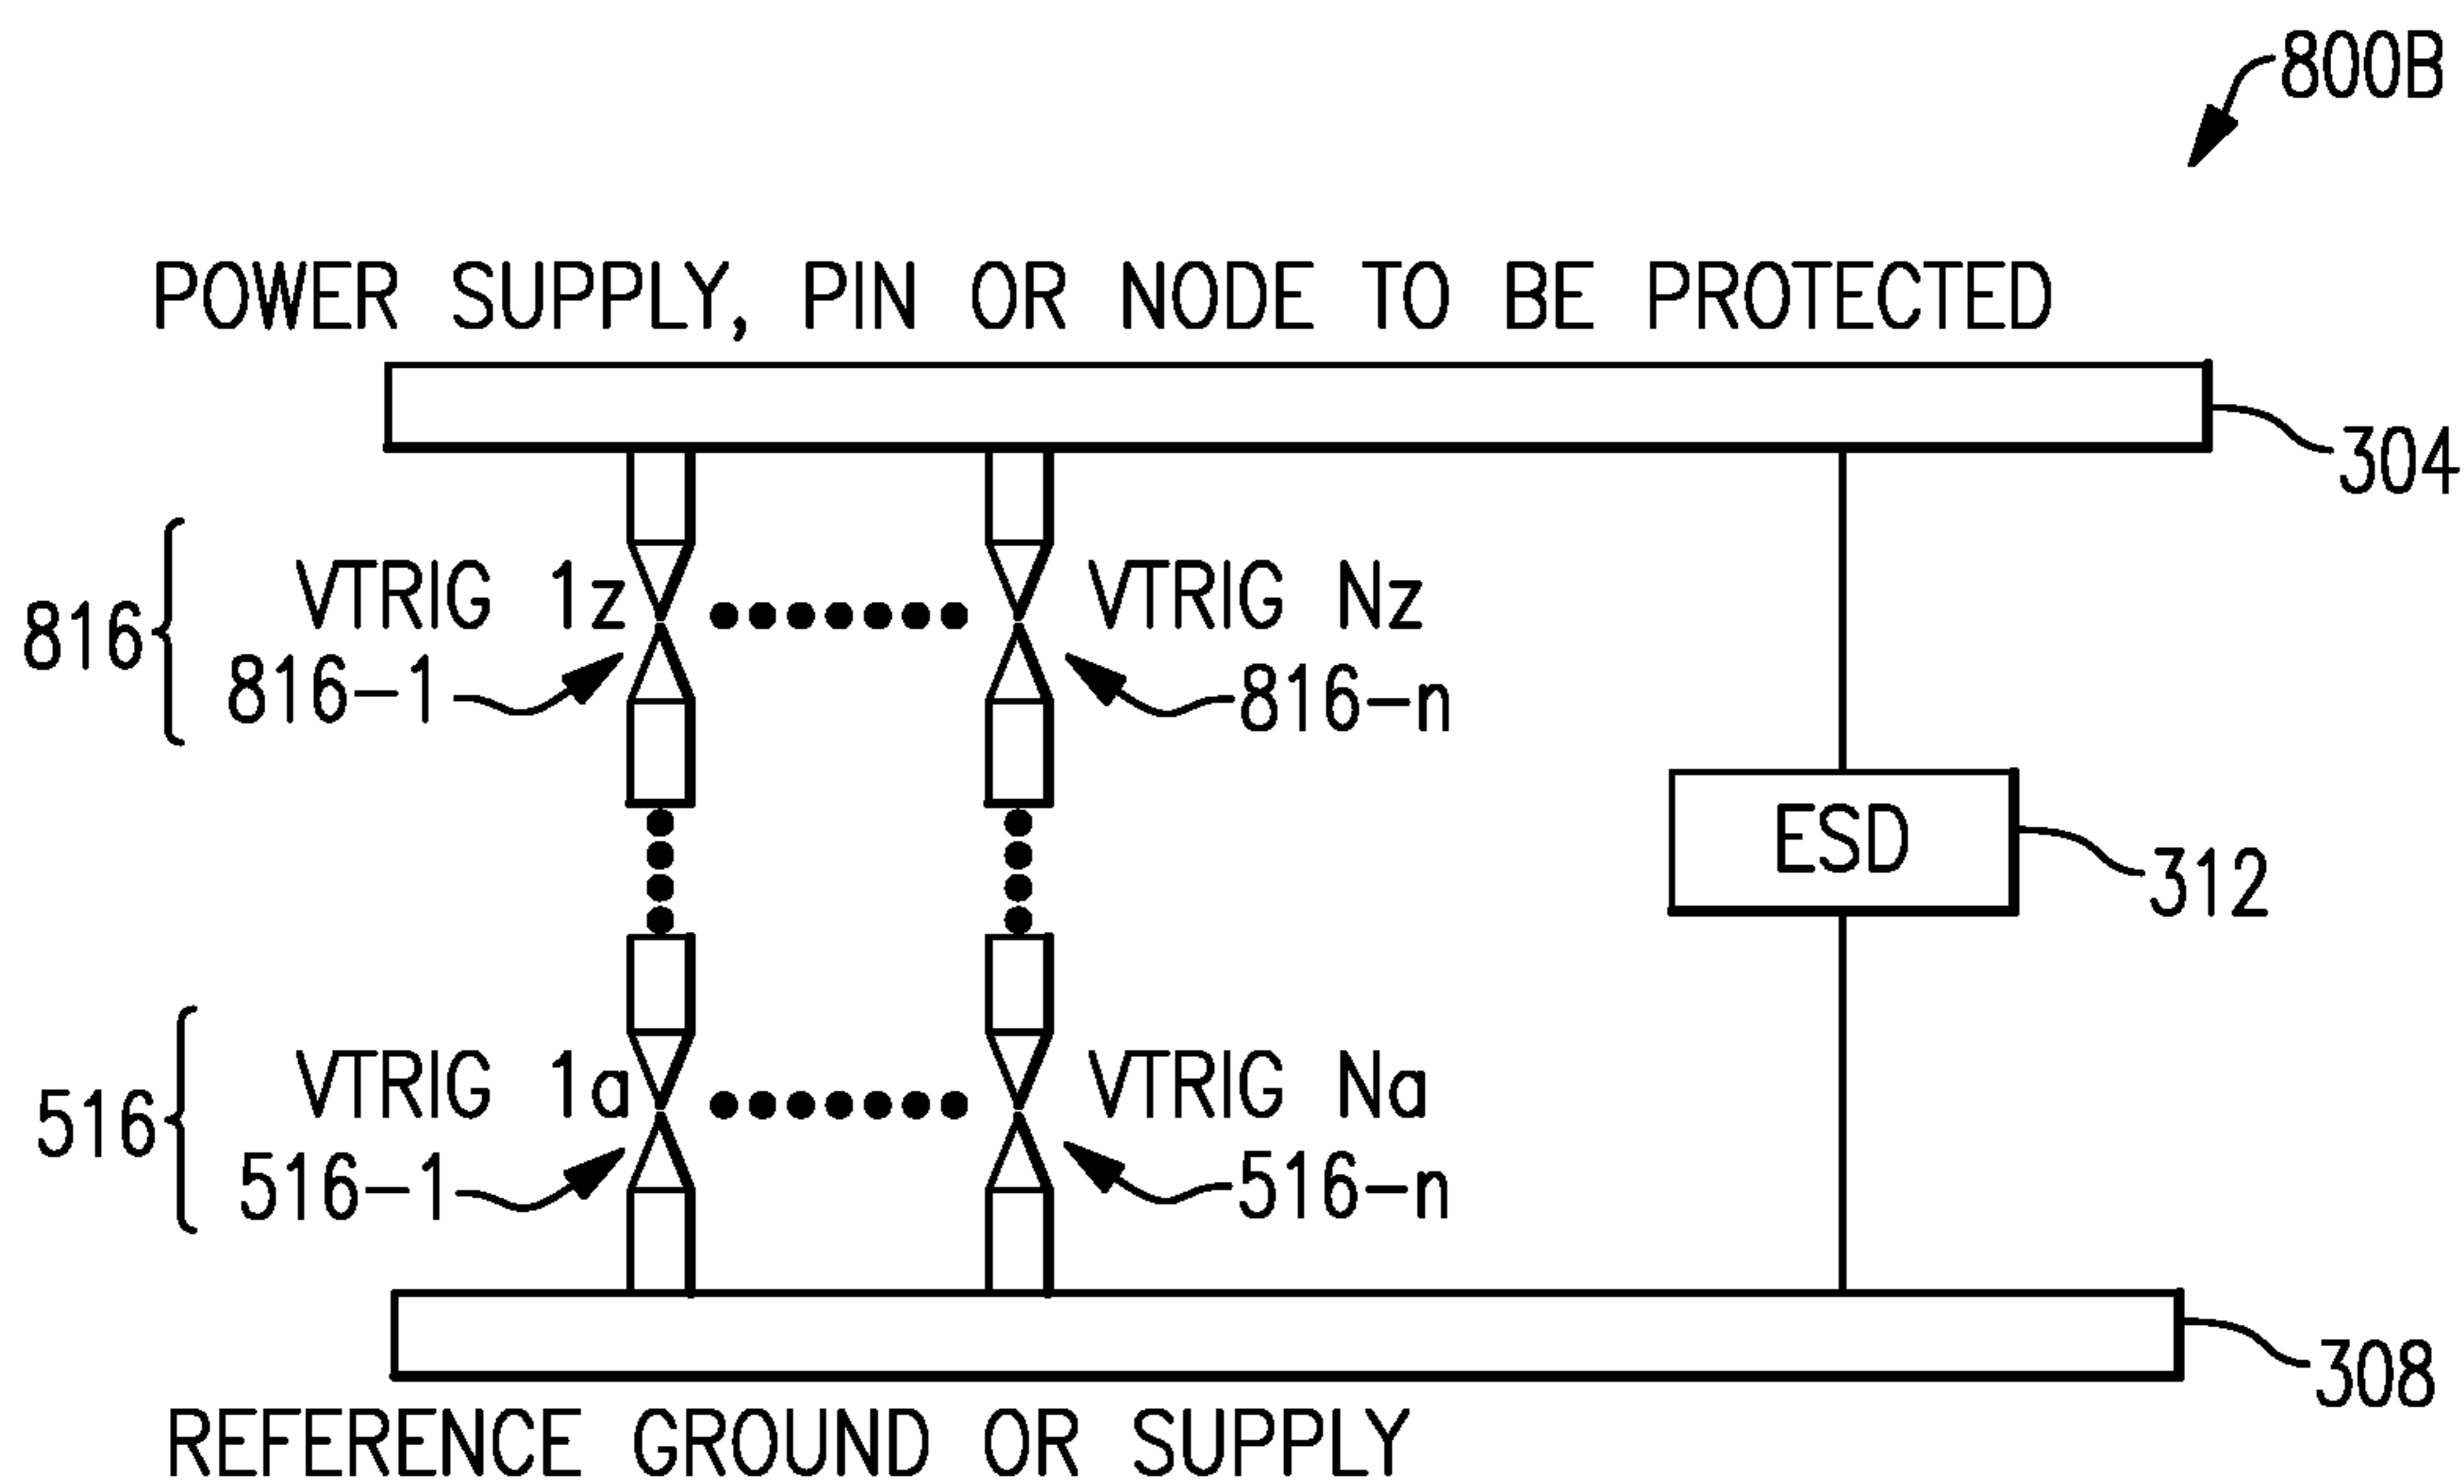 800B
POWER SUPPLY, PIN OR NODE TO BE PROTECTED
304
VTRIG 1z
VTRIG Nz
816
816-1
816-n
ESD
312
VTRIG 1a
VTRIG Na
516
516-1
516-n
308
REFERENCE GROUND OR SUPPLY